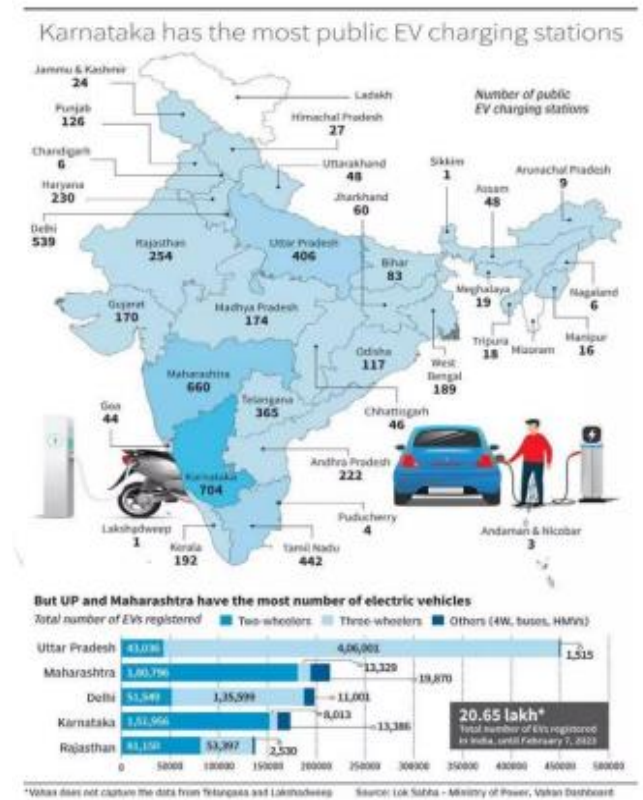 Karnataka has the most public EV charging stations
Number of public
EV charging stations
Jammu & Kashmir
24
Ladakh
Punjab
126
Himachal Pradesh
27
Chandigarh
6
Uttarakhand
48
Haryana
230
Jharkhand
60
Sikkim
1
Assam
48
Arunachal Pradesh
9
Delhi
539
Rajasthan
254
Uttar Pradesh
406
Bihar
83
Meghalaya
19
Nagaland
6
Gujarat
170
Madhya Pradesh
174
Tripura
18
Mizoram
Manipur
16
Odisha
117
West
Bengal
189
Maharashtra
660
Telangana
365
Chhattisgarh
46
Goa
44
Karnataka
704
Andhra Pradesh
222
Puducherry
4
Lakshadweep
1
Kerala
192
Tamil Nadu
442
Andaman & Nicobar
3
But UP and Maharashtra have the most number of electric vehicles
Total number of EVs registered Two-wheelers Three-wheelers Others (4W, buses, HMVs)
Uttar Pradesh 43,036 4,06,001 1,515
Maharashtra 1,80,796 13,329 19,870
Delhi 51,549 1,35,599 11,001
Karnataka 1,51,956 8,013 13,386
Rajasthan 81,150 53,397 2,530
0 50000 100000 150000 200000 250000 300000 350000 400000 450000 500000
20.65 lakh*
Total number of EVs registered
in India, until February 7, 2023
*Vahan does not capture the data from Telangana and Lakshadweep Source: Lok Sabha - Ministry of Power, Vahan Dashboard